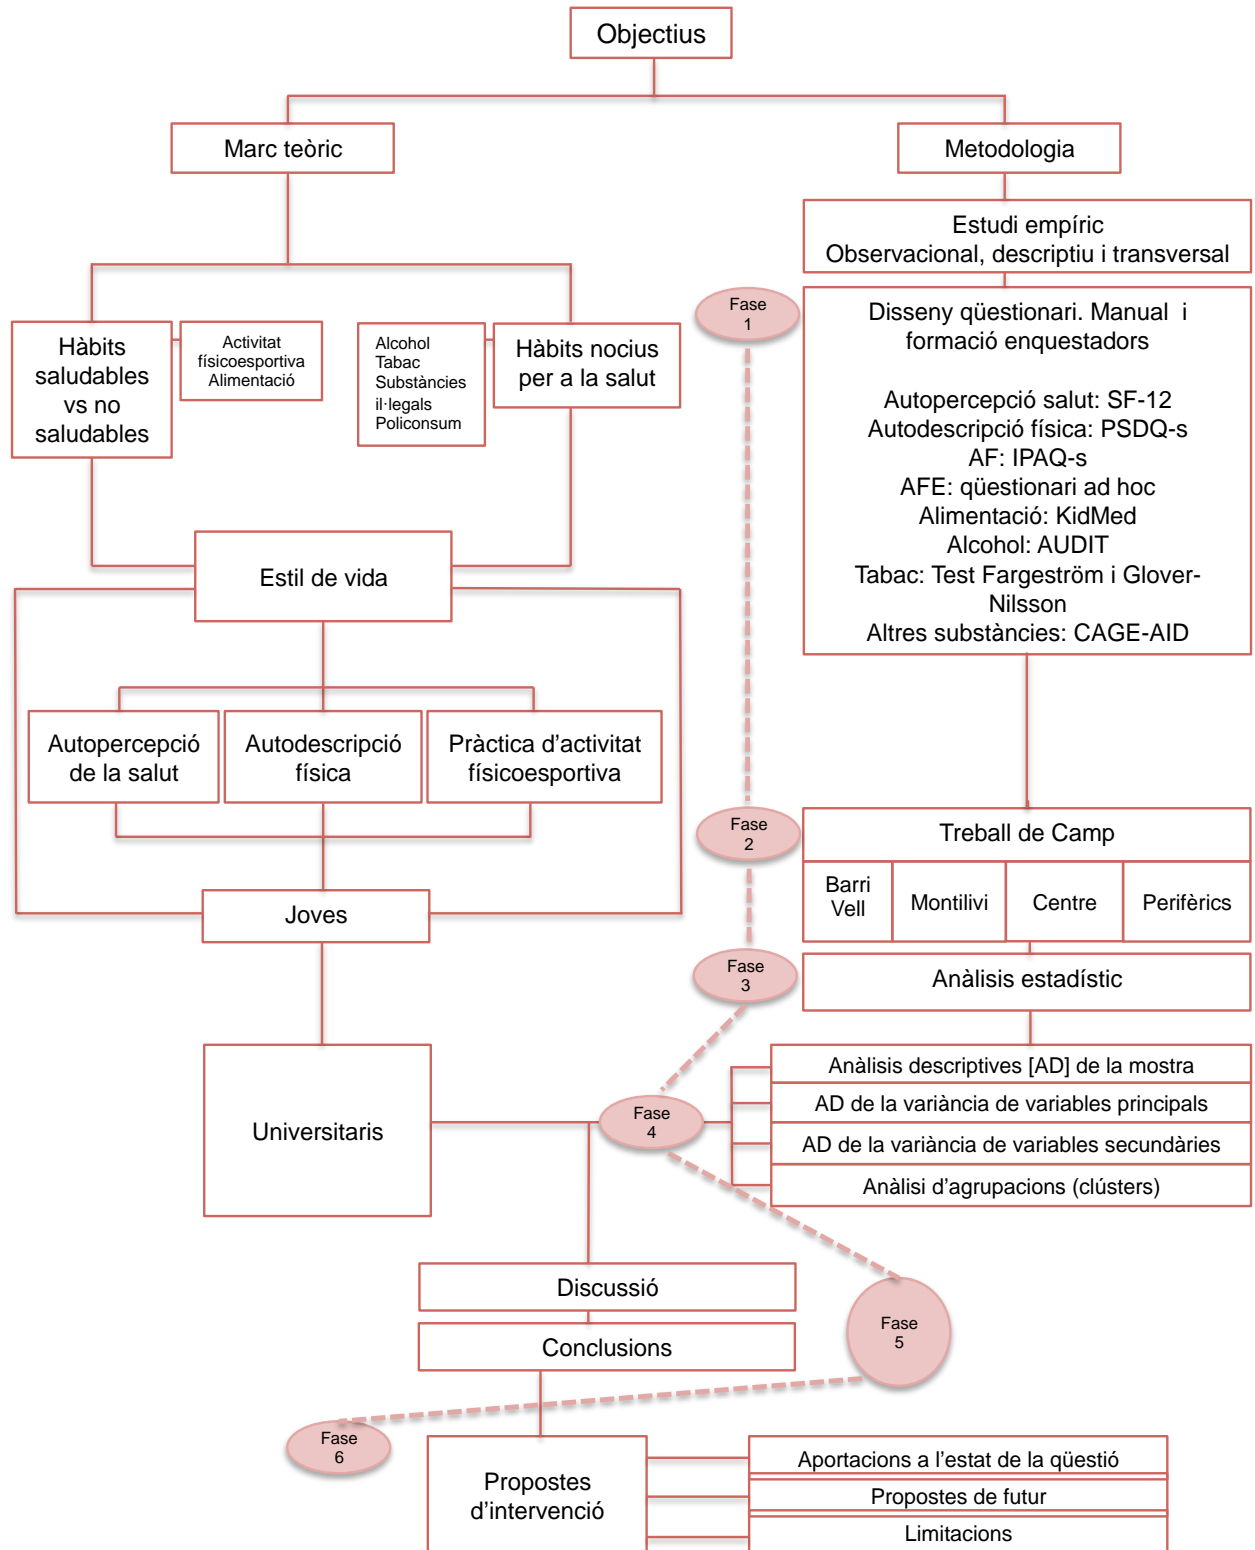 Objectius
Marc teòric
Metodologia
Estudi empíric
Observacional, descriptiu i transversal
Hàbits
saludables
vs no
saludables
Activitat
físicoesportiva
Alimentació
Alcohol
Tabac
Substàncies
il·legals
Policonsum
Hàbits nocius
per a la salut
Fase
1
Disseny qüestionari. Manual i
formació enquestadors
Autopercepció salut: SF-12
Autodescripció física: PSDQ-s
AF: IPAQ-s
AFE: qüestionari ad hoc
Alimentació: KidMed
Alcohol: AUDIT
Tabac: Test Fargeström i Glover-
Nilsson
Altres substàncies: CAGE-AID
Estil de vida
Autopercepció
de la salut
Autodescripció
física
Pràctica d’activitat
físicoesportiva
Joves
Fase
2
Treball de Camp
Barri
Vell
Montilivi
Centre
Perifèrics
Fase
3
Anàlisis estadístic
Universitaris
Fase
4
Anàlisis descriptives [AD] de la mostra
AD de la variància de variables principals
AD de la variància de variables secundàries
Anàlisi d’agrupacions (clústers)
Discussió
Conclusions
Fase
5
Fase
6
Propostes
d’intervenció
Aportacions a l’estat de la qüestió
Propostes de futur
Limitacions